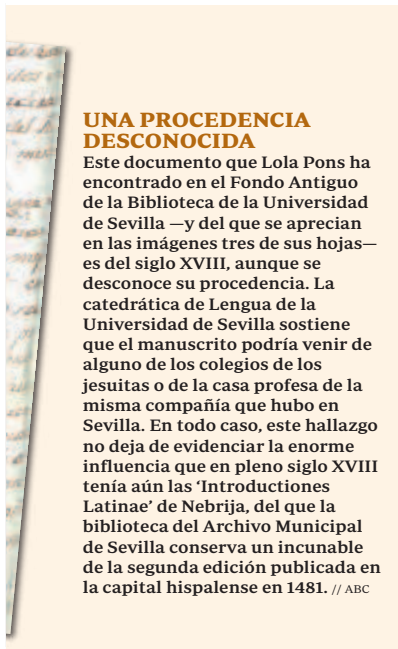 UNA PROCEDENCIA
DESCONOCIDA
Este documento que Lola Pons ha
encontrado en el Fondo Antiguo
de la Biblioteca de la Universidad
de Sevilla —y del que se aprecian
en las imágenes tres de sus hojas—
es del siglo XVIII, aunque se
desconoce su procedencia. La
catedrática de Lengua de la
Universidad de Sevilla sostiene
que el manuscrito podría venir de
alguno de los colegios de los
jesuitas o de la casa profesa de la
misma compañía que hubo en
Sevilla. En todo caso, este hallazgo
no deja de evidenciar la enorme
influencia que en pleno siglo XVIII
tenía aún las ‘Introductiones
Latinae’ de Nebrija, del que la
biblioteca del Archivo Municipal
de Sevilla conserva un incunable
de la segunda edición publicada en
la capital hispalense en 1481. // ABC